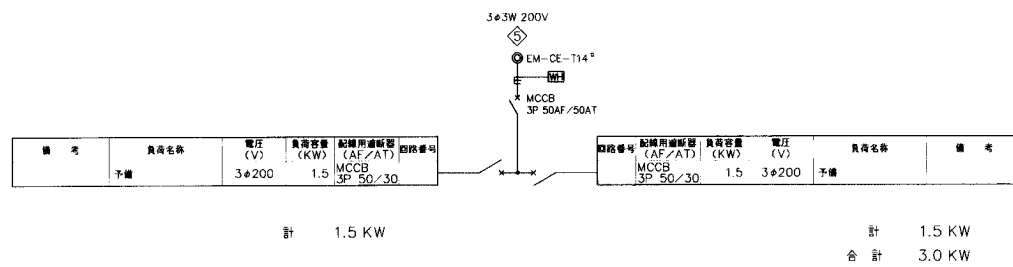 3φ3W 200V
5
EM-CE-T14°
WH
MCCB
3P 50AF/50AT
備 考 負荷名称 電圧(V) 負荷容量(KW) 配線用遮断器(AF/AT) 回路番号
予備 3φ200 1.5 MCCB 3P 50/30
回路番号 配線用遮断器(AF/AT) 負荷容量(KW) 電圧(V) 負荷名称 備 考
MCCB 3P 50/30 1.5 3φ200 予備
計 1.5 KW
計 1.5 KW
合 計 3.0 KW